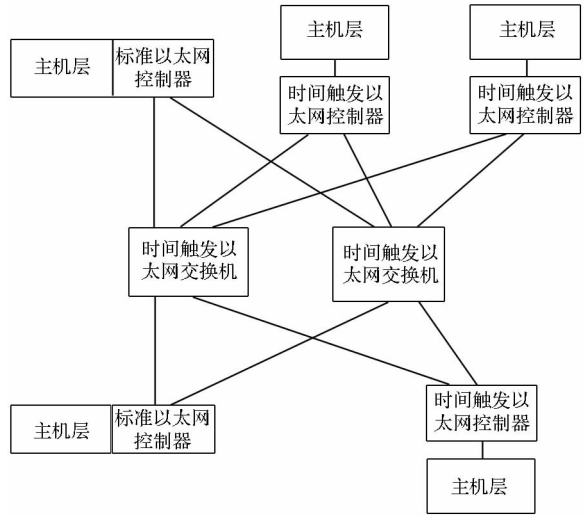 主机层
标准以太网
控制器
主机层
时间触发以
太网控制器
主机层
时间触发以
太网控制器
时间触发以
太网交换机
时间触发以
太网交换机
主机层
标准以太网
控制器
时间触发以
太网控制器
主机层